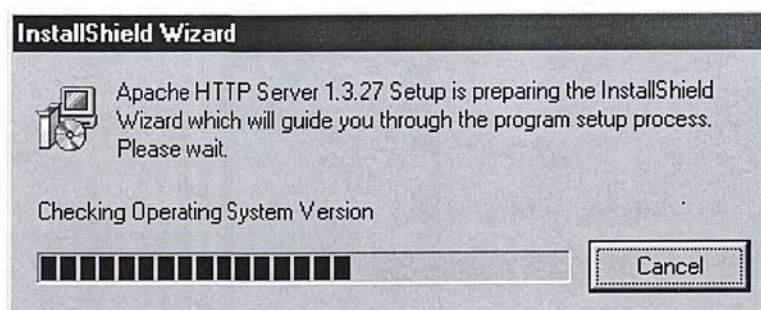 InstallShield Wizard
Apache HTTP Server 1.3.27 Setup is preparing the InstallShield
Wizard which will guide you through the program setup process.
Please wait.
Checking Operating System Version
Cancel